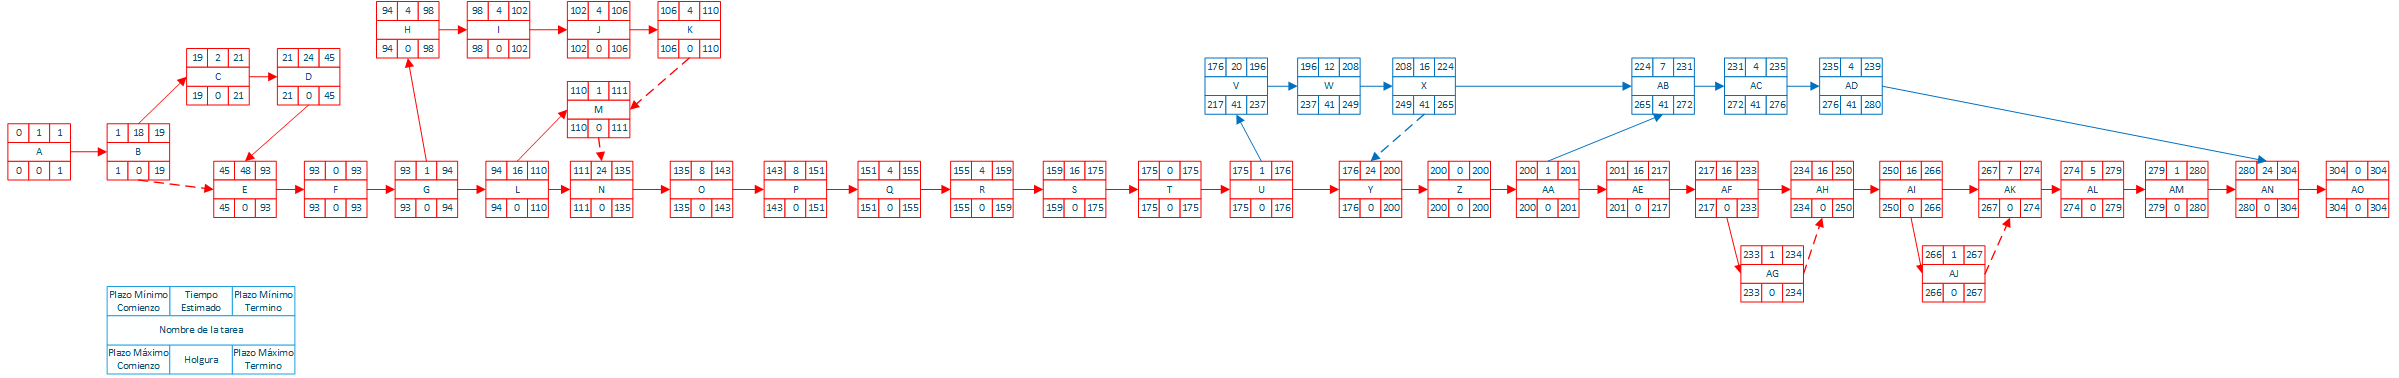 94 4 98
H
94 0 98
98 4 102
I
98 0 102
102 4 106
J
102 0 106
106 4 110
K
106 0 110
19 2 21
C
19 0 21
21 24 45
D
21 0 45
110 1 111
M
110 0 111
176 20 196
V
217 41 237
196 12 208
W
237 41 249
208 16 224
X
249 41 265
224 7 231
AB
265 41 272
231 4 235
AC
272 41 276
235 4 239
AD
276 41 280
0 1 1
A
0 0 1
1 18 19
B
1 0 19
45 48 93
E
45 0 93
93 0 93
F
93 0 93
93 1 94
G
93 0 94
94 16 110
L
94 0 110
111 24 135
N
111 0 135
135 8 143
O
135 0 143
143 8 151
P
143 0 151
151 4 155
Q
151 0 155
155 4 159
R
155 0 159
159 16 175
S
159 0 175
175 0 175
T
175 0 175
175 1 176
U
175 0 176
176 24 200
Y
176 0 200
200 0 200
Z
200 0 200
200 1 201
AA
200 0 201
201 16 217
AE
201 0 217
217 16 233
AF
217 0 233
234 16 250
AH
234 0 250
250 16 266
AI
250 0 266
267 7 274
AK
267 0 274
274 5 279
AL
274 0 279
279 1 280
AM
279 0 280
280 24 304
AN
280 0 304
304 0 304
AO
304 0 304
233 1 234
AG
233 0 234
266 1 267
AJ
266 0 267
Plazo Mínimo Tiempo Plazo Mínimo
Comienzo Estimado Termino
Nombre de la tarea
Plazo Máximo Holgura Plazo Máximo
Comienzo Termino